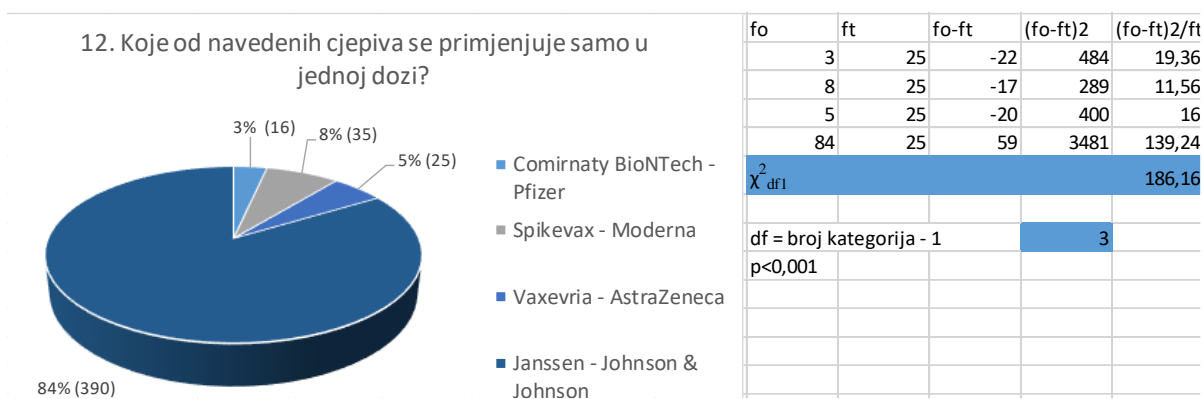 12. Koje od navedenih cjepiva se primjenjuje samo u
jednoj dozi?
3% (16)
8% (35)
5% (25)
84% (390)
Comirnaty BioNTech -
Pfizer
Spikevax - Moderna
Vaxevria - AstraZeneca
Janssen - Johnson &
Johnson
fo ft fo-ft (fo-ft)2 (fo-ft)2/ft
3 25 -22 484 19,36
8 25 -17 289 11,56
5 25 -20 400 16
84 25 59 3481 139,24
χ2df1 186,16
df = broj kategorija - 1 3
p<0,001